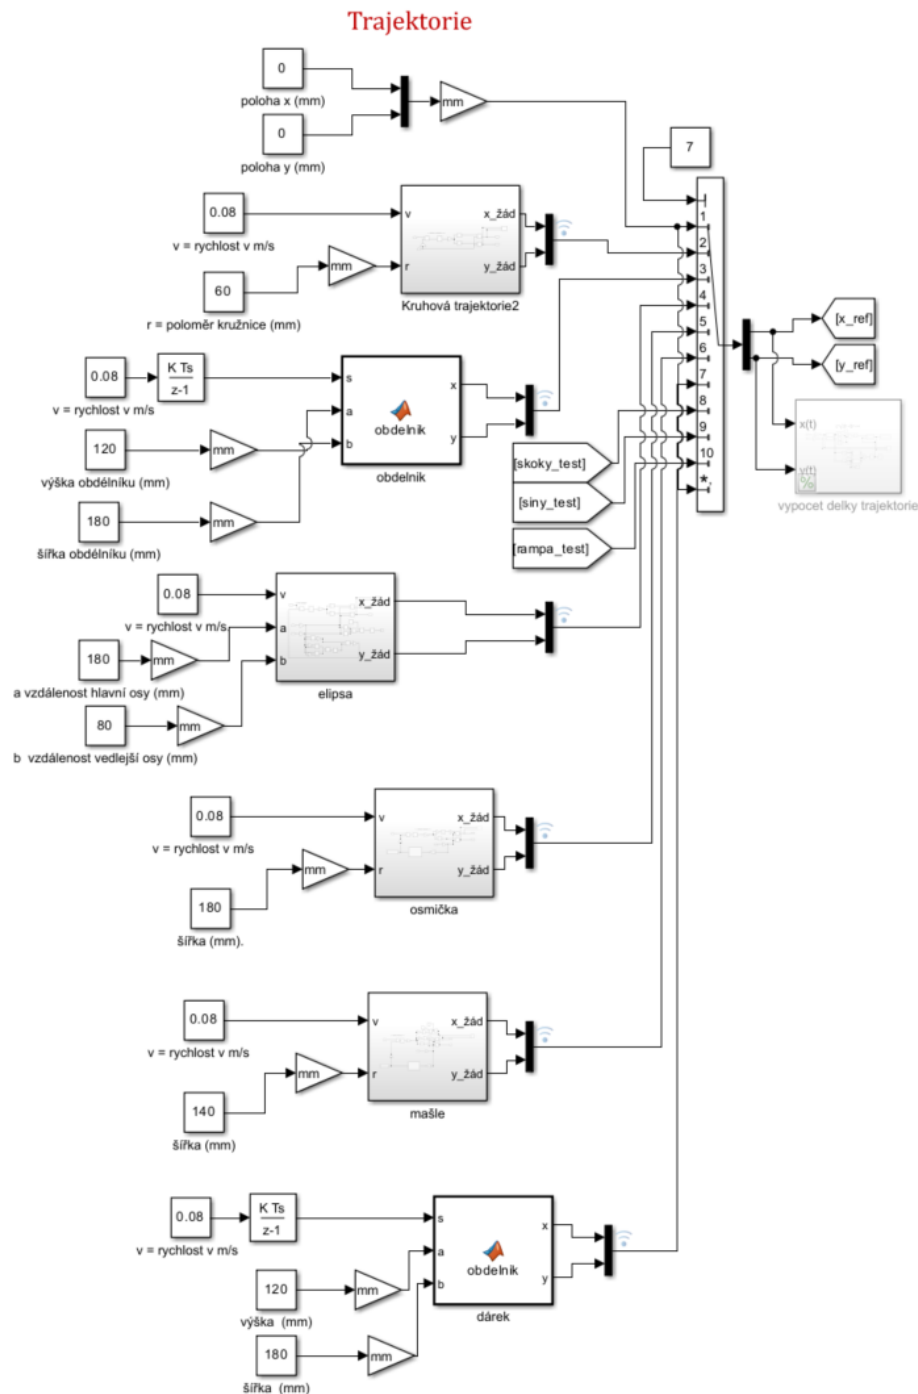 Trajektorie
0
poloha x (mm)
0
poloha y (mm)
mm
7
0.08
v = rychlost v m/s
60
r = poloměr kružnice (mm)
mm
v
r
x_žád
y_žád
Kruhová trajektorie2
0.08
v = rychlost v m/s
K Ts
z-1
120
výška obdélníku (mm)
mm
180
šířka obdélníku (mm)
mm
s
a
b
obdelnik
x
y
obdelnik
1
2
3
4
5
6
7
8
9
10
*,
[skoky_test]
[siny_test]
[rampa_test]
[x_ref]
[y_ref]
x(t)
y(t)
%
vypocet delky trajektorie
0.08
v = rychlost v m/s
180
a vzdálenost hlavní osy (mm)
mm
80
b vzdálenost vedlejší osy (mm)
mm
v
a
b
x_žád
y_žád
elipsa
0.08
v = rychlost v m/s
180
šířka (mm).
mm
v
r
x_žád
y_žád
osmička
0.08
v = rychlost v m/s
140
šířka (mm)
mm
v
r
x_žád
y_žád
mašle
0.08
v = rychlost v m/s
K Ts
z-1
120
výška (mm)
mm
180
šířka (mm)
mm
s
a
b
obdelnik
x
y
dárek